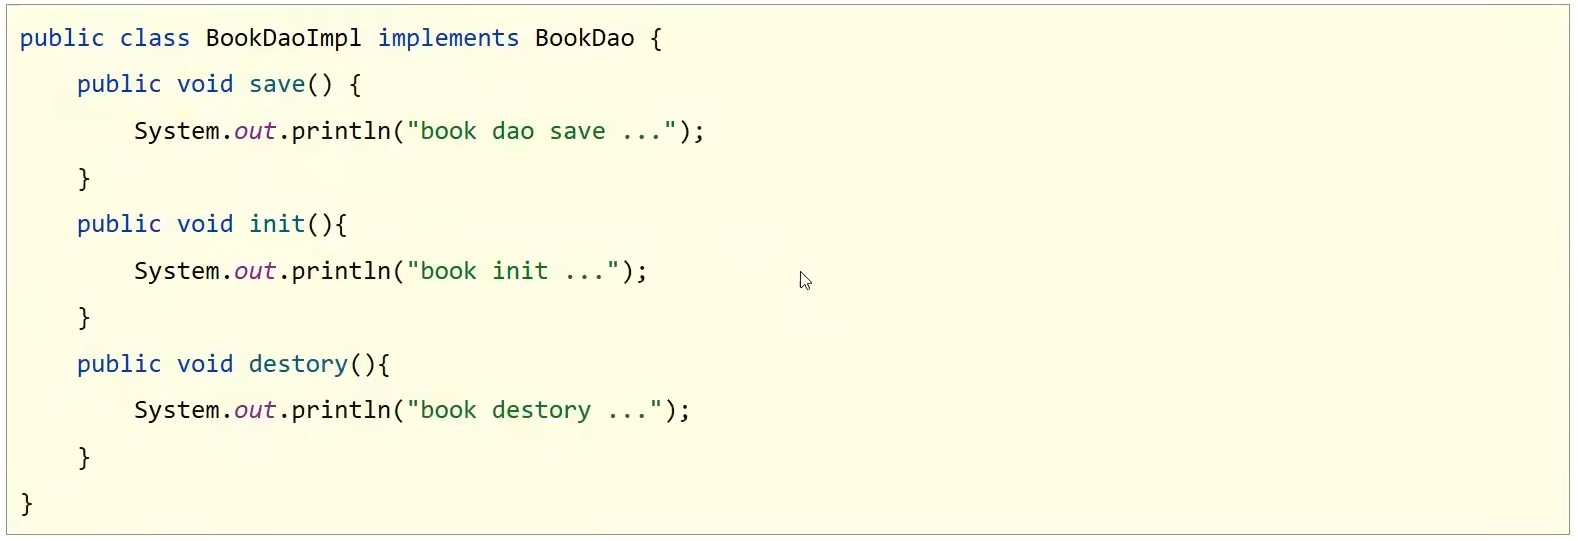 public class BookDaoImpl implements BookDao {
    public void save() {
        System.out.println("book dao save ...");
    }
    public void init(){
        System.out.println("book init ...");
    }
    public void destory(){
        System.out.println("book destory ...");
    }
}